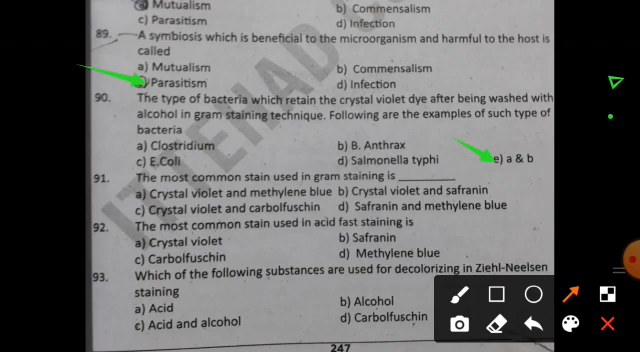 a) Mutualism b) Commensalism
c) Parasitism d) Infection
89. A symbiosis which is beneficial to the microorganism and harmful to the host is
called
a) Mutualism b) Commensalism
Parasitism d) Infection
90. The type of bacteria which retain the crystal violet dye after being washed with
alcohol in gram staining technique. Following are the examples of such type of
bacteria
a) Clostridium b) B. Anthrax
c) E.Coli d) Salmonella typhi e) a & b
91. The most common stain used in gram staining is ________
a) Crystal violet and methylene blue b) Crystal violet and safranin
c) Crystal violet and carbolfuschin d) Safranin and methylene blue
92. The most common stain used in acid fast staining is
a) Crystal violet b) Safranin
c) Carbolfuschin d) Methylene blue
93. Which of the following substances are used for decolorizing in Ziehl-Neelsen
staining
a) Acid b) Alcohol
c) Acid and alcohol d) Carbolfuschin
247